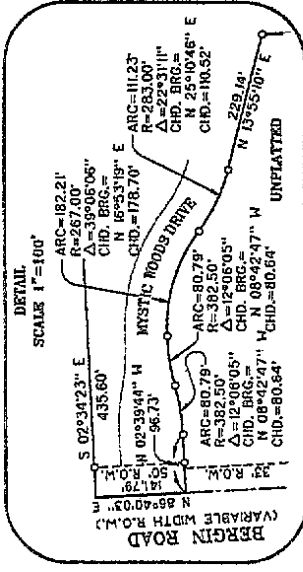 DETAIL
SCALE 1"=100'
S 02°34'23" E
435.60'
ARC=182.21'
R=267.00'
Δ=39°06'06"
CHD. BRG.=
N 16°53'19" E
CHD.=178.70'
ARC=111.23'
R=283.00'
Δ=22°31'11"
CHD. BRG.=
N 25°10'46" E
CHD.=110.52'
MYSTIC WOODS DRIVE
N 02°39'44" W
96.73'
ARC=80.79'
R=382.50'
Δ=12°06'05"
CHD. BRG.=
N 08°42'47" W
CHD.=80.64'
ARC=80.79'
R=382.50'
Δ=12°06'05"
CHD. BRG.=
N 08°42'47" W
CHD.=80.64'
229.14'
N 13°55'10" E
UNPLATTED
50' R.O.W.
33' R.O.W.
141.79'
N 86°40'03" E
(VARIABLE WIDTH R.O.W.)
BERGIN ROAD